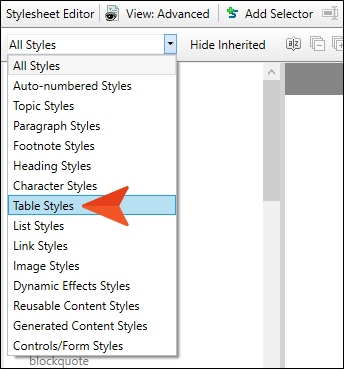 Stylesheet Editor View: Advanced Add Selector
All Styles Hide Inherited
All Styles
Auto-numbered Styles
Topic Styles
Paragraph Styles
Footnote Styles
Heading Styles
Character Styles
Table Styles
List Styles
Link Styles
Image Styles
Dynamic Effects Styles
Reusable Content Styles
Generated Content Styles
Controls/Form Styles
blockquote